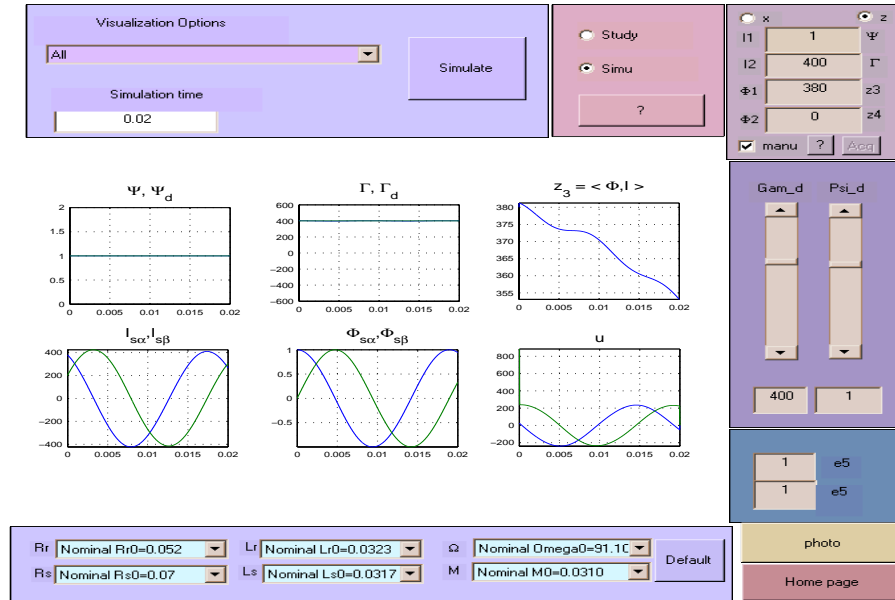 Visualization Options
All
Simulation time
0.02
Simulate
Study
Simu
?
x z
I1 1 Ψ
I2 400 Γ
Φ1 380 z3
Φ2 0 z4
manu ? Acq
Ψ, Ψ_d
2
1.5
1
0.5
0
0 0.005 0.01 0.015 0.02
Γ, Γ_d
600
400
200
0
−200
−400
−600
0 0.005 0.01 0.015 0.02
z_3 = < Φ,I >
380
375
370
365
360
355
0 0.005 0.01 0.015 0.02
I_sα,I_sβ
400
200
0
−200
−400
0 0.005 0.01 0.015 0.02
Φ_sα,Φ_sβ
1
0.5
0
−0.5
0 0.005 0.01 0.015 0.02
u
800
600
400
200
0
−200
0 0.005 0.01 0.015 0.02
Gam_d Psi_d
400 1
1 e5
1 e5
Rr Nominal Rr0=0.052 Lr Nominal Lr0=0.0323 Ω Nominal Omega0=91.10
Rs Nominal Rs0=0.07 Ls Nominal Ls0=0.0317 M Nominal M0=0.0310
Default
photo
Home page